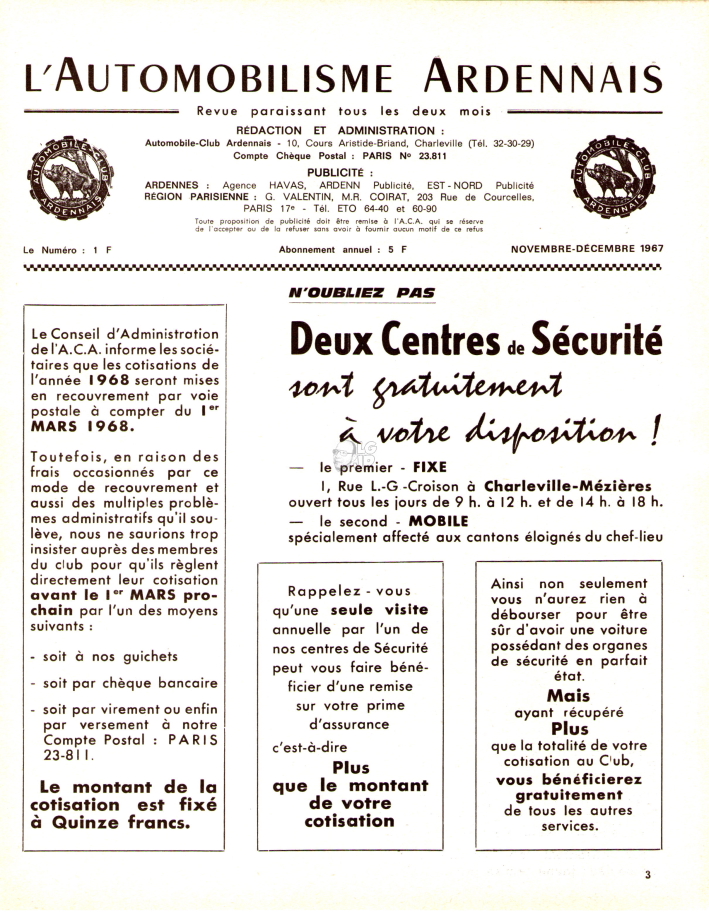 L'AUTOMOBILISME ARDENNAIS
Revue paraissant tous les deux mois
RÉDACTION ET ADMINISTRATION :
Automobile-Club Ardennais - 10, Cours Aristide-Briand, Charleville (Tél. 32-30-29)
Compte Chèque Postal : PARIS N° 23.811
PUBLICITÉ :
ARDENNES : Agence HAVAS, ARDENN Publicité, EST-NORD Publicité
RÉGION PARISIENNE : G. VALENTIN, M.R. COIRAT, 203 Rue de Courcelles,
PARIS 17e - Tél. ETO 64-40 et 60-90
Toute proposition de publicité doit être remise à l'A.C.A. qui se réserve
de l'accepter ou de la refuser sans avoir à fournir aucun motif de ce refus
AUTOMOBILE-CLUB
ARDENNAIS
AUTOMOBILE-CLUB
ARDENNAIS
Le Numéro : 1 F
Abonnement annuel : 5 F
NOVEMBRE-DÉCEMBRE 1967
Le Conseil d'Administration
de l'A.C.A. informe les socié-
taires que les cotisations de
l'année 1968 seront mises
en recouvrement par voie
postale à compter du 1er
MARS 1968.
Toutefois, en raison des
frais occasionnés par ce
mode de recouvrement et
aussi des multiples problè-
mes administratifs qu'il sou-
lève, nous ne saurions trop
insister auprès des membres
du club pour qu'ils règlent
directement leur cotisation
avant le 1er MARS pro-
chain par l'un des moyens
suivants :
- soit à nos guichets
- soit par chèque bancaire
- soit par virement ou enfin
par versement à notre
Compte Postal : PARIS
23-811.
Le montant de la
cotisation est fixé
à Quinze francs.
N'OUBLIEZ PAS
Deux Centres de Sécurité
sont gratuitement
à votre disposition !
— le premier - FIXE
1, Rue L.-G -Croison à Charleville-Mézières
ouvert tous les jours de 9 h. à 12 h. et de 14 h. à 18 h.
— le second - MOBILE
spécialement affecté aux cantons éloignés du chef-lieu
Rappelez - vous
qu'une seule visite
annuelle par l'un de
nos centres de Sécurité
peut vous faire béné-
ficier d'une remise
sur votre prime
d'assurance
c'est-à-dire
Plus
que le montant
de votre
cotisation
Ainsi non seulement
vous n'aurez rien à
débourser pour être
sûr d'avoir une voiture
possédant des organes
de sécurité en parfait
état.
Mais
ayant récupéré
Plus
que la totalité de votre
cotisation au Club,
vous bénéficierez
gratuitement
de tous les autres
services.
3